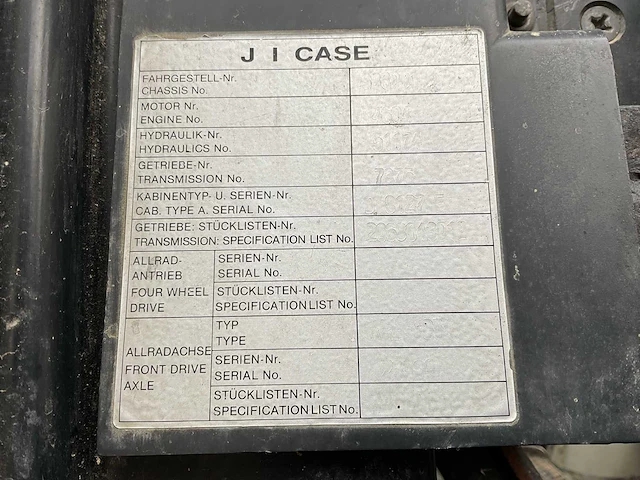 J I CASE
FAHRGESTELL-Nr.
CHASSIS No.
MOTOR Nr.
ENGINE No.
HYDRAULIK-Nr.
HYDRAULICS No.
GETRIEBE-Nr.
TRANSMISSION No.
KABINENTYP- U. SERIEN-Nr.
CAB. TYPE A. SERIAL No.
GETRIEBE: STÜCKLISTEN-Nr.
TRANSMISSION: SPECIFICATION LIST No.
ALLRAD-
ANTRIEB
FOUR WHEEL
DRIVE
SERIEN-Nr.
SERIAL No.
STÜCKLISTEN-Nr.
SPECIFICATION LIST No.
ALLRADACHSE
FRONT DRIVE
AXLE
TYP
TYPE
SERIEN-Nr.
SERIAL No.
STÜCKLISTEN-Nr.
SPECIFICATION LIST No.